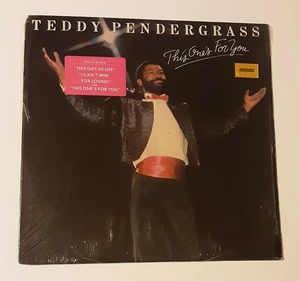 TEDDY PENDERGRASS
This One's For You
FEATURING
"THIS GIFT OF LIFE"
"I CAN'T WIN
FOR LOSING"
"THIS ONE'S FOR YOU"